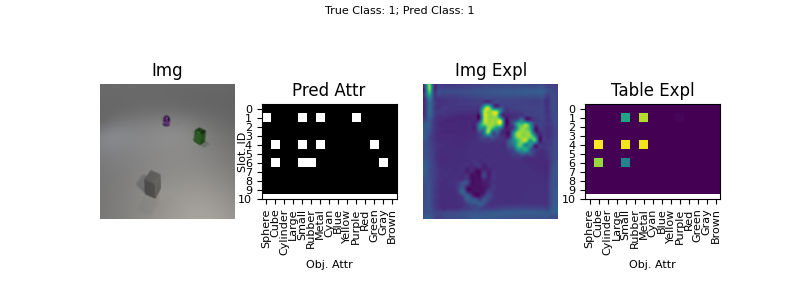 True Class: 1; Pred Class: 1
Img
Pred Attr
Img Expl
Table Expl
Slot. ID
0
1
2
3
4
5
6
7
8
9
10
Sphere
Cube
Cylinder
Large
Small
Rubber
Metal
Cyan
Blue
Yellow
Purple
Red
Green
Gray
Brown
Obj. Attr
0
1
2
3
4
5
6
7
8
9
10
Sphere
Cube
Cylinder
Large
Small
Rubber
Metal
Cyan
Blue
Yellow
Purple
Red
Green
Gray
Brown
Obj. Attr